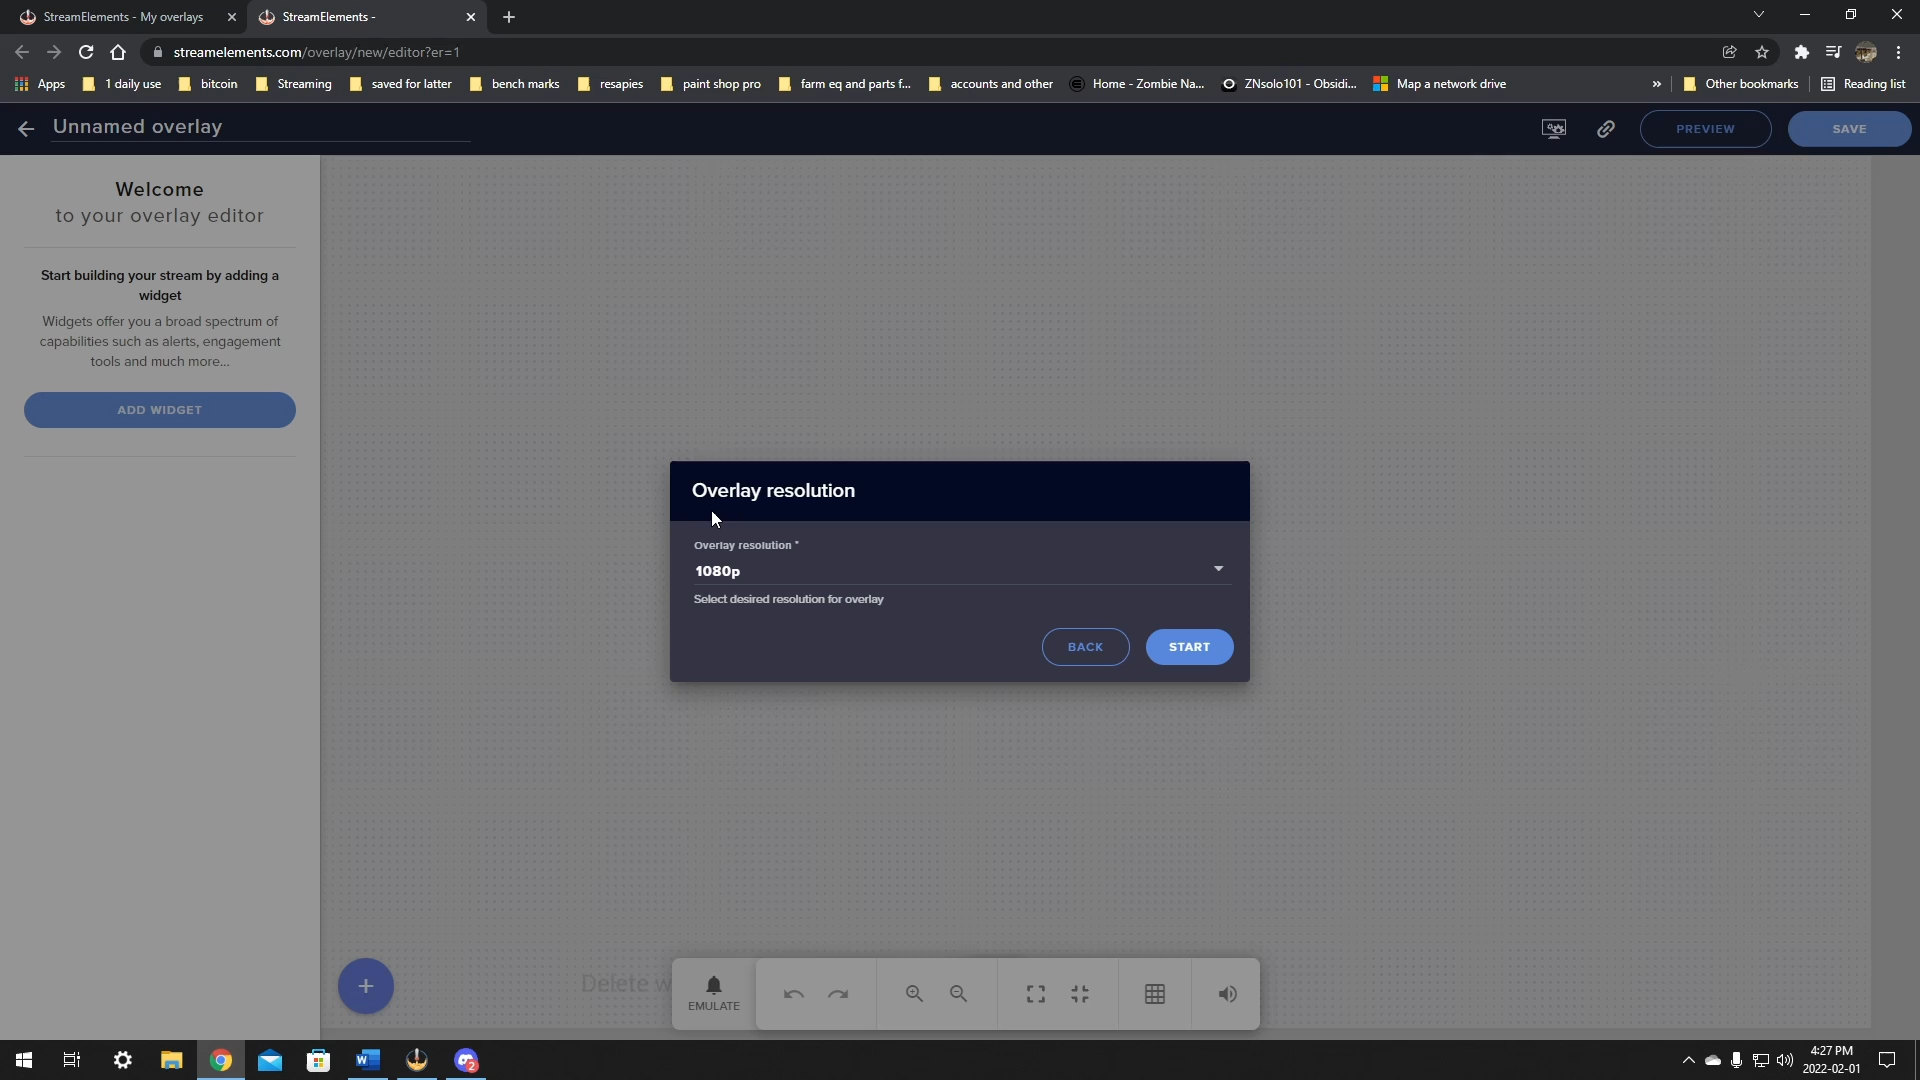 StreamElements - My overlays
StreamElements -
streamelements.com/overlay/new/editor?er=1
Apps
1 daily use
bitcoin
Streaming
saved for latter
bench marks
resapies
paint shop pro
farm eq and parts f...
accounts and other
Home - Zombie Na...
ZNsolo101 - Obsidi...
Map a network drive
»
Other bookmarks
Reading list
Unnamed overlay
PREVIEW
SAVE
Welcome
to your overlay editor
Start building your stream by adding a
widget
Widgets offer you a broad spectrum of
capabilities such as alerts, engagement
tools and much more...
ADD WIDGET
Overlay resolution
Overlay resolution *
1080p
Select desired resolution for overlay
BACK
START
Delete w
EMULATE
2
4:27 PM
2022-02-01